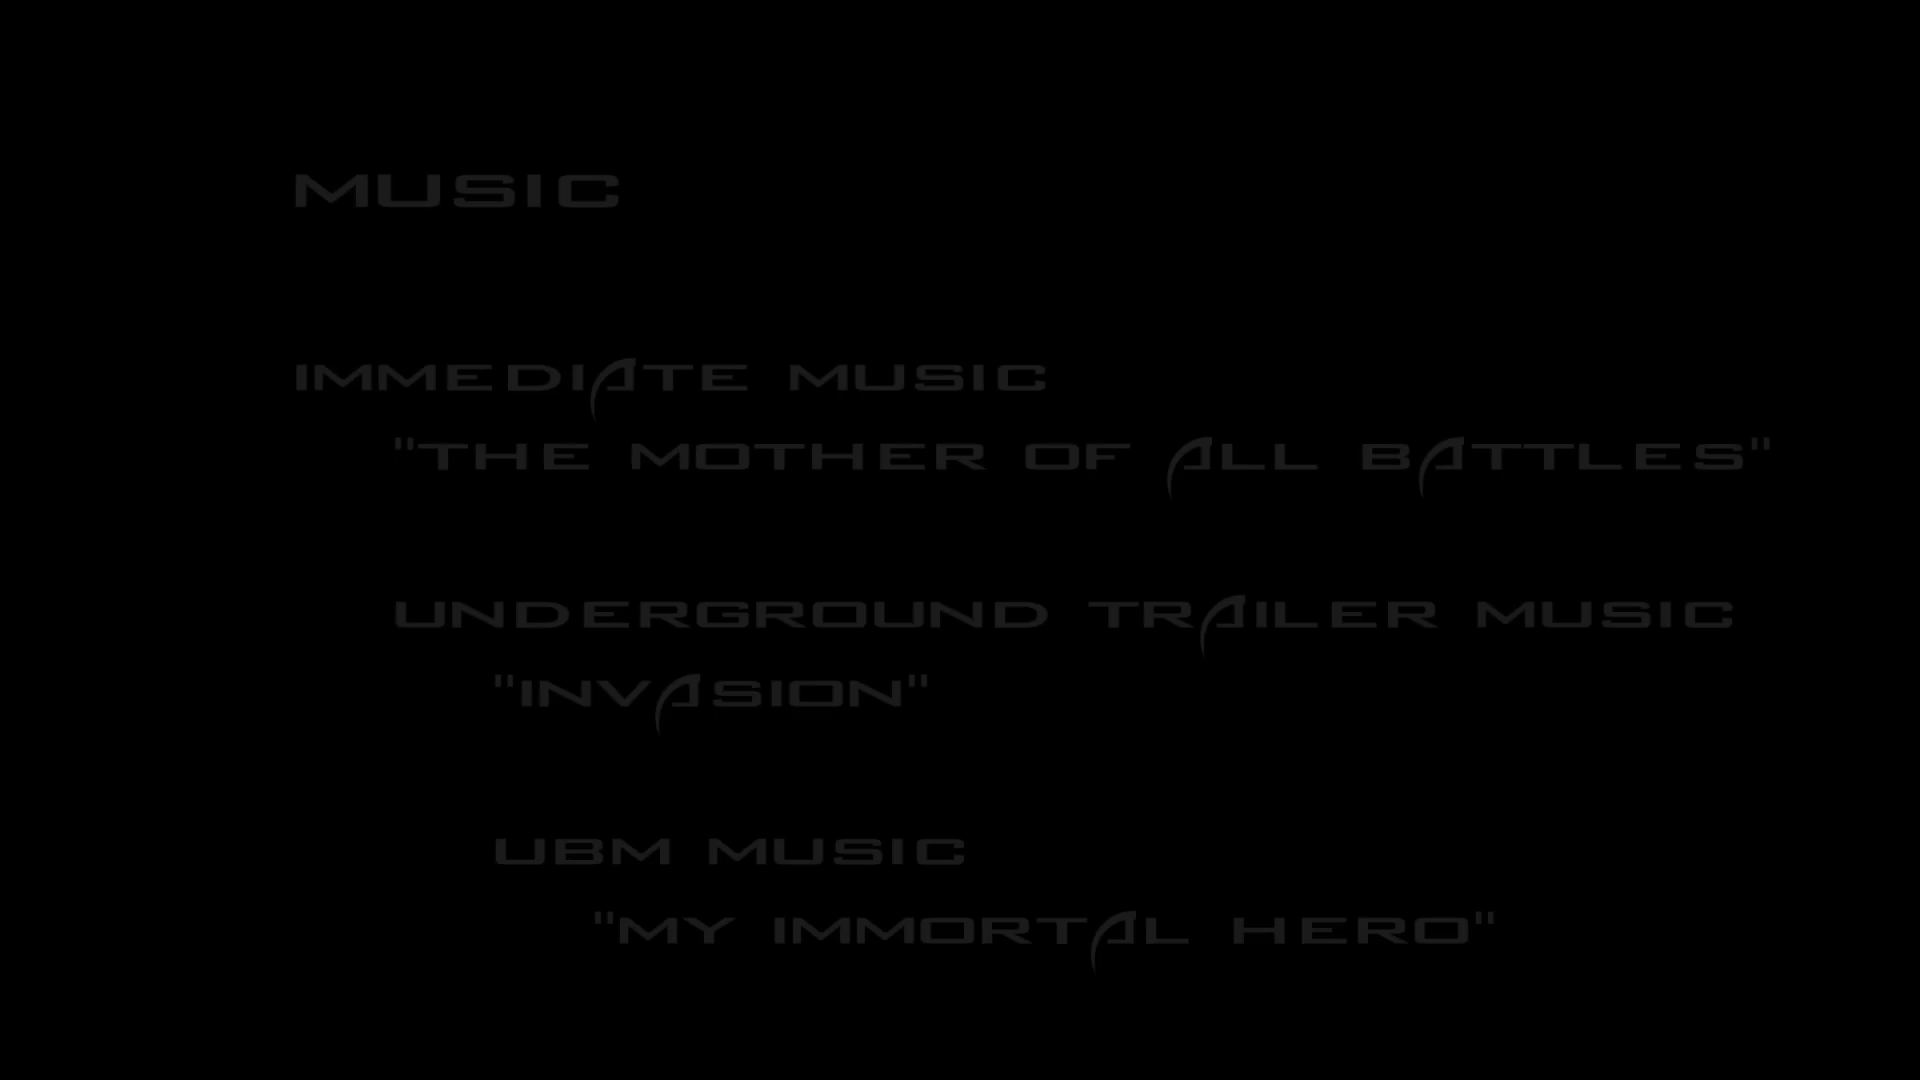 MUSIC
IMMEDIATE MUSIC
"THE MOTHER OF ALL BATTLES"
UNDERGROUND TRAILER MUSIC
"INVASION"
UBM MUSIC
"MY IMMORTAL HERO"